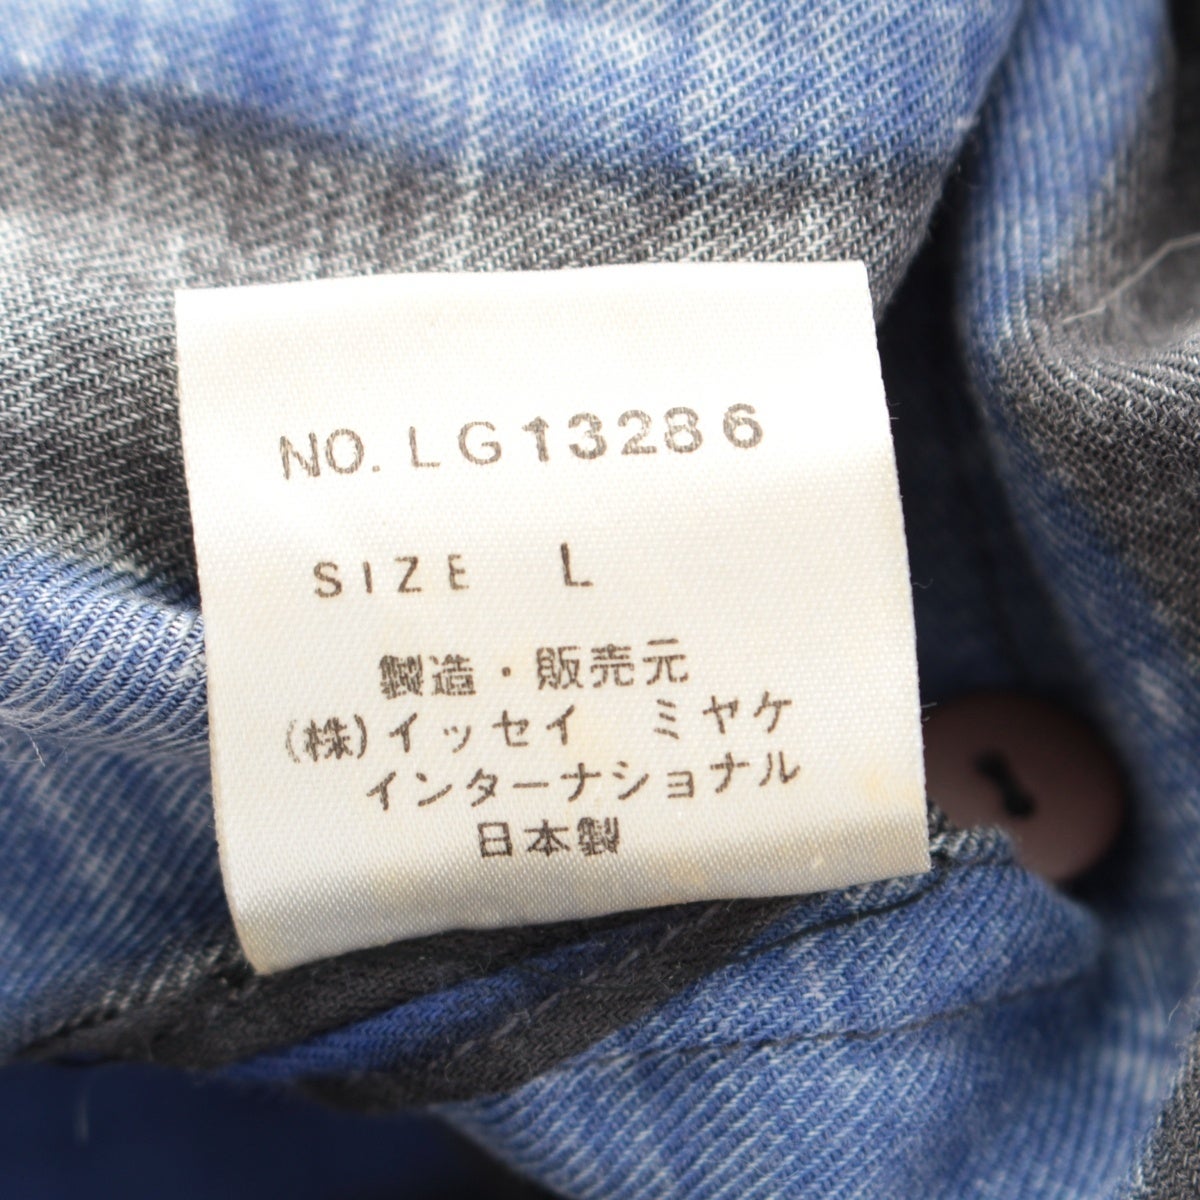 NO. LG13286
SIZE L
製造・販売元
(株)イッセイ ミヤケ
インターナショナル
日本製